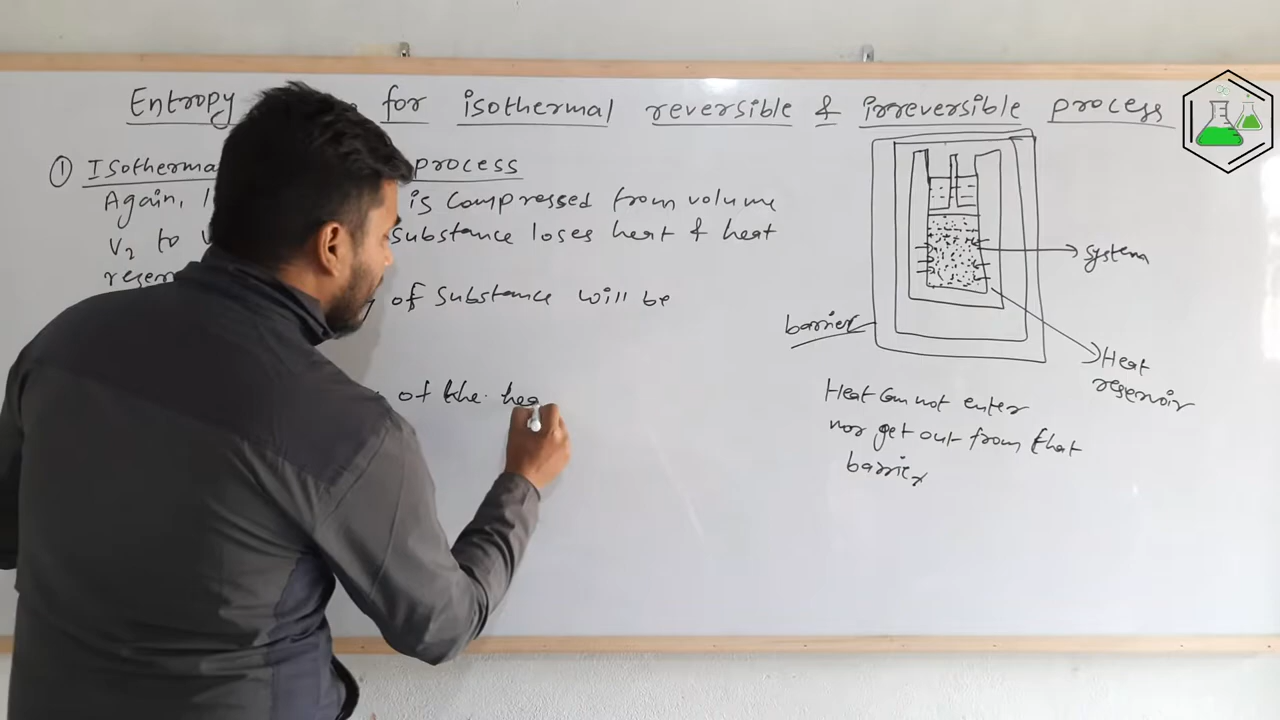 Entropy for isothermal reversible & irreversible process
① Isotherma process
Again, is compressed from volume
V₂ to substance loses heat & heat
reser
of substance will be
of the hea
system
barrier
Heat
reservoir
Heat can not enter
nor get out from that
barrier